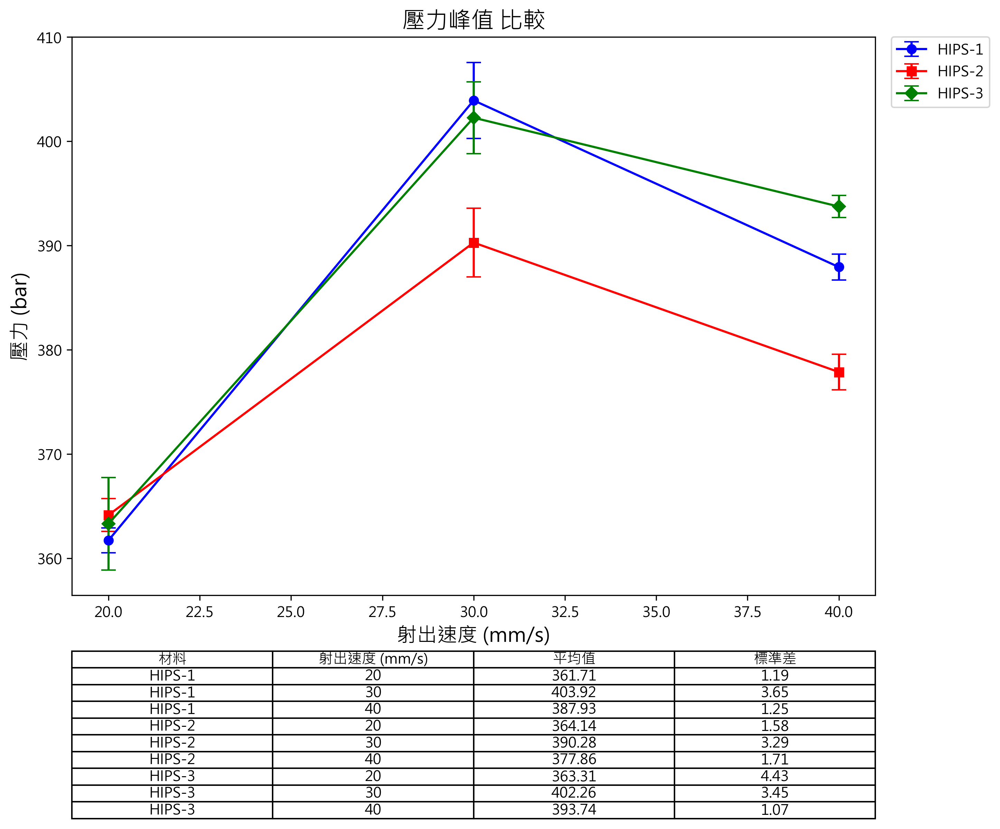 壓力峰值 比較
410
400
390
380
370
360
壓力 (bar)
HIPS-1
HIPS-2
HIPS-3
20.0 22.5 25.0 27.5 30.0 32.5 35.0 37.5 40.0
射出速度 (mm/s)
材料 射出速度 (mm/s) 平均值 標準差
HIPS-1 20 361.71 1.19
HIPS-1 30 403.92 3.65
HIPS-1 40 387.93 1.25
HIPS-2 20 364.14 1.58
HIPS-2 30 390.28 3.29
HIPS-2 40 377.86 1.71
HIPS-3 20 363.31 4.43
HIPS-3 30 402.26 3.45
HIPS-3 40 393.74 1.07